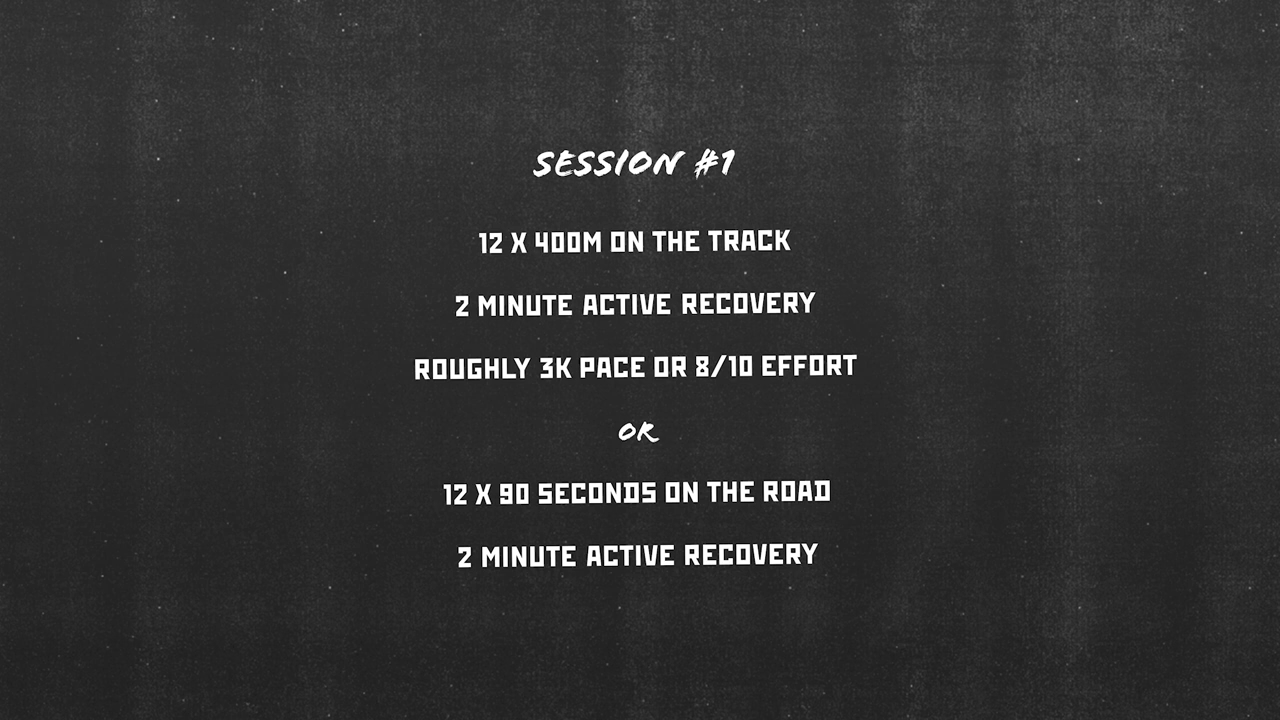 SESSION #1
12 X 400M ON THE TRACK
2 MINUTE ACTIVE RECOVERY
ROUGHLY 3K PACE OR 8/10 EFFORT
OR
12 X 90 SECONDS ON THE ROAD
2 MINUTE ACTIVE RECOVERY